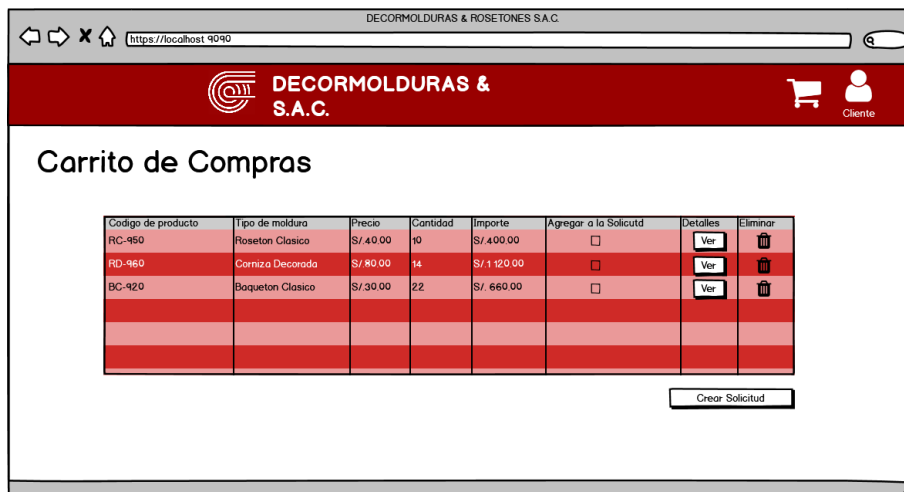 DECORMOLDURAS & ROSETONES S.A.C.
https://localhost 9090
DECORMOLDURAS &
S.A.C.
Cliente
Carrito de Compras
Codigo de producto Tipo de moldura Precio Cantidad Importe Agregar a la Solicutd Detalles Eliminar
RC-950 Roseton Clasico S/.40.00 10 S/.400.00 Ver
RD-960 Corniza Decorada S/.80.00 14 S/.1 120.00 Ver
BC-920 Baqueton Clasico S/.30.00 22 S/. 660.00 Ver
Crear Solicitud